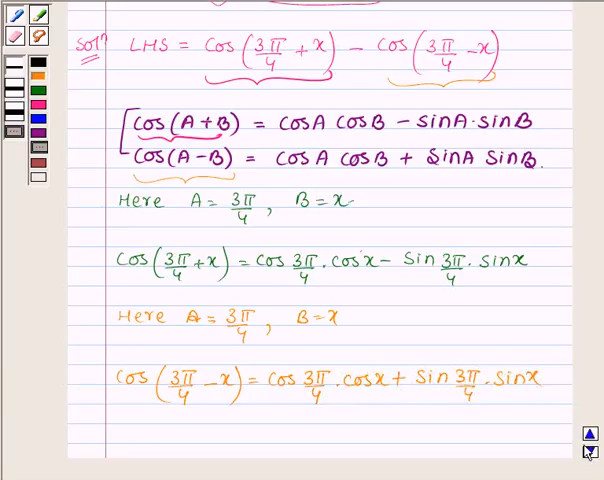 Solⁿ LHS = cos(3π/4 + x) − cos(3π/4 − x)
cos(A+B) = cosA cosB − sinA·sinB
cos(A−B) = cosA cosB + sinA sinB.
Here A = 3π/4, B = x
cos(3π/4 + x) = cos 3π/4 · cosx − sin 3π/4 · sinx
Here A = 3π/4, B = x
cos(3π/4 − x) = cos 3π/4 · cosx + sin 3π/4 · sinx